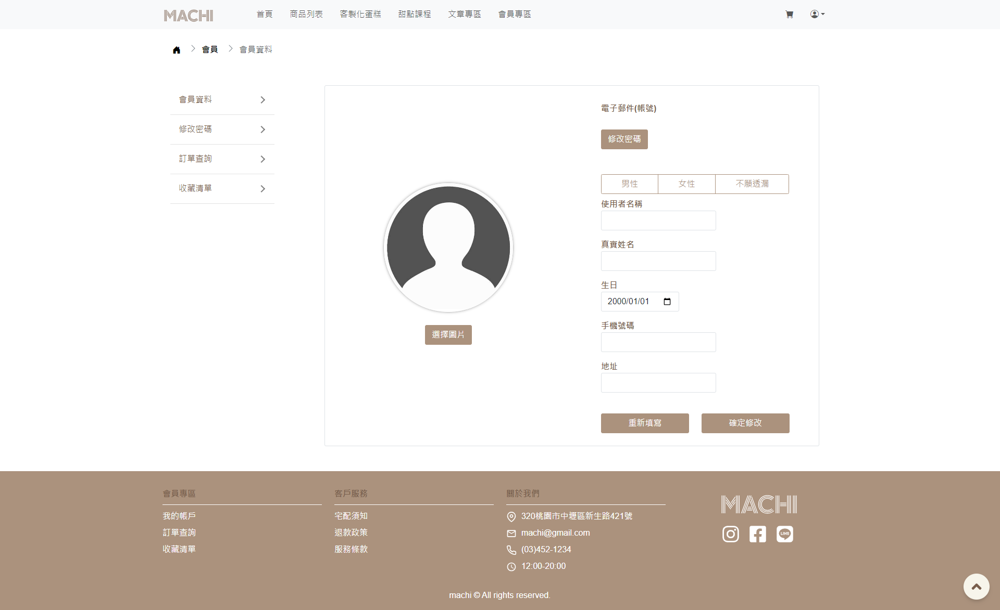 MACHI
首頁
商品列表
客製化蛋糕
甜點課程
文章專區
會員專區
會員
會員資料
會員資料
修改密碼
訂單查詢
收藏清單
選擇圖片
電子郵件(帳號)
修改密碼
男性
女性
不願透漏
使用者名稱
真實姓名
生日
2000/01/01
手機號碼
地址
重新填寫
確定修改
會員專區
我的帳戶
訂單查詢
收藏清單
客戶服務
宅配須知
退款政策
服務條款
關於我們
320桃園市中壢區新生路421號
machi@gmail.com
(03)452-1234
12:00-20:00
MACHI
LINE
machi © All rights reserved.